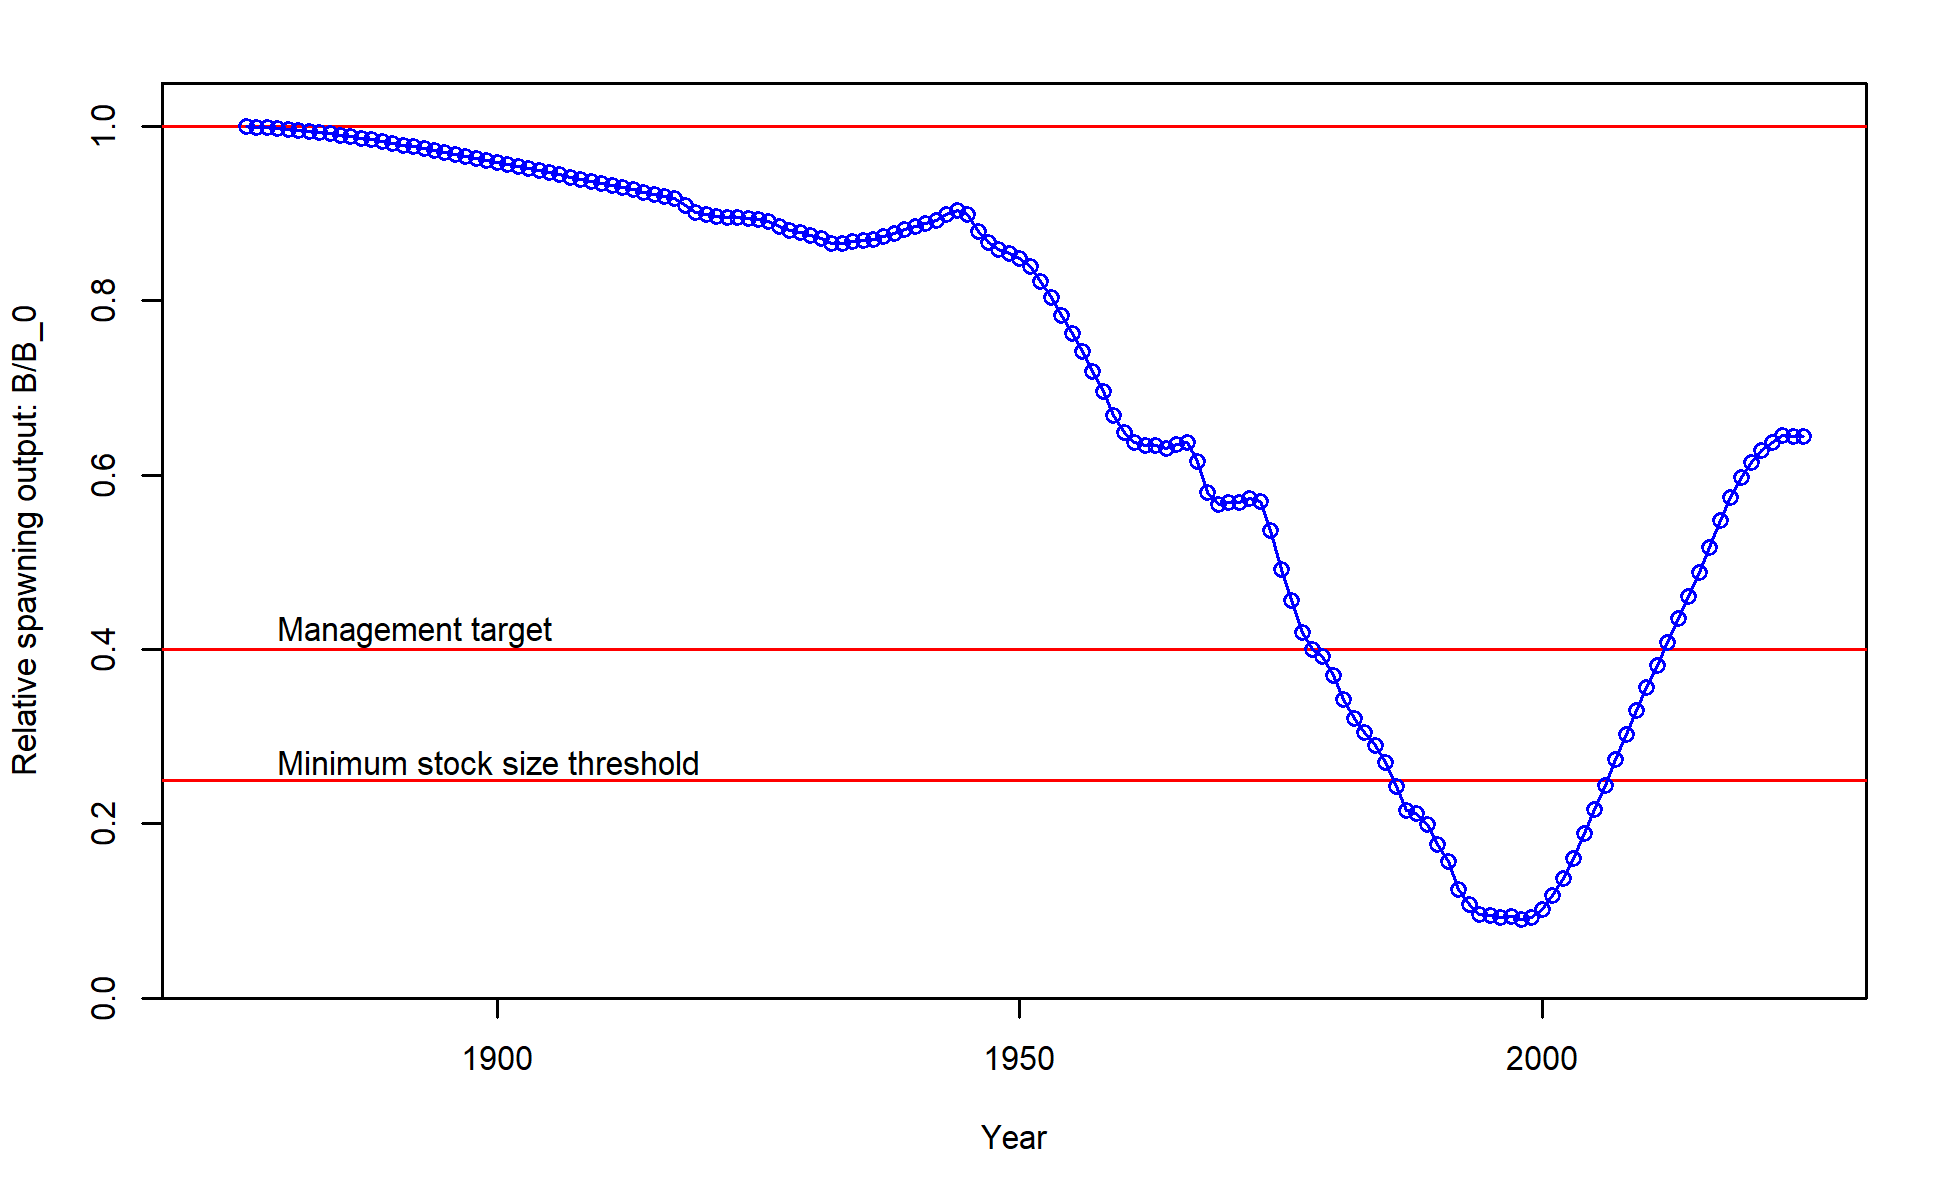 Relative spawning output: B/B_0
1.0
0.8
0.6
0.4
0.2
0.0
Management target
Minimum stock size threshold
1900 1950 2000
Year